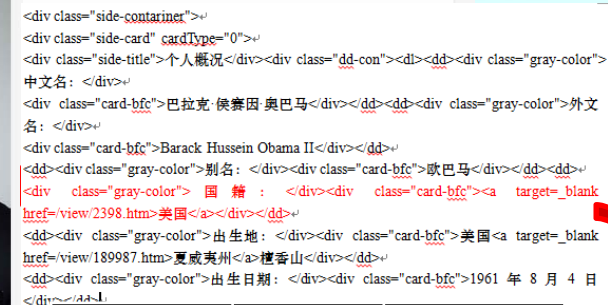 <div class="side-contariner">
<div class="side-card" cardType="0">
<div class="side-title">个人概况</div><div class="dd-con"><dl><dd><div class="gray-color">
中文名：</div>
<div class="card-bfc">巴拉克·侯赛因·奥巴马</div></dd><dd><div class="gray-color">外文
名：</div>
<div class="card-bfc">Barack Hussein Obama II</div></dd>
<dd><div class="gray-color">别名：</div><div class="card-bfc">欧巴马</div></dd><dd>
<div class="gray-color">国籍：</div><div class="card-bfc"><a target=_blank
href=/view/2398.htm>美国</a></div></dd>
<dd><div class="gray-color">出生地：</div><div class="card-bfc">美国<a target=_blank
href=/view/189987.htm>夏威夷州</a>檀香山</div></dd>
<dd><div class="gray-color">出生日期：</div><div class="card-bfc">1961 年 8 月 4 日
</div></dd>